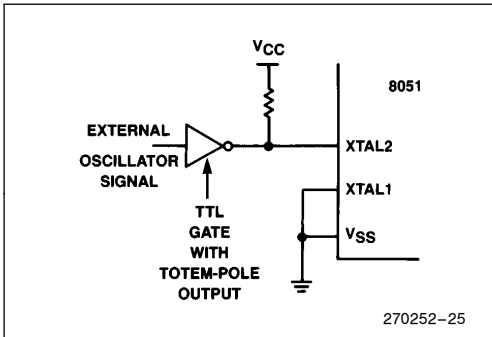 VCC
8051
EXTERNAL
OSCILLATOR
SIGNAL
XTAL2
XTAL1
VSS
TTL
GATE
WITH
TOTEM-POLE
OUTPUT
270252–25